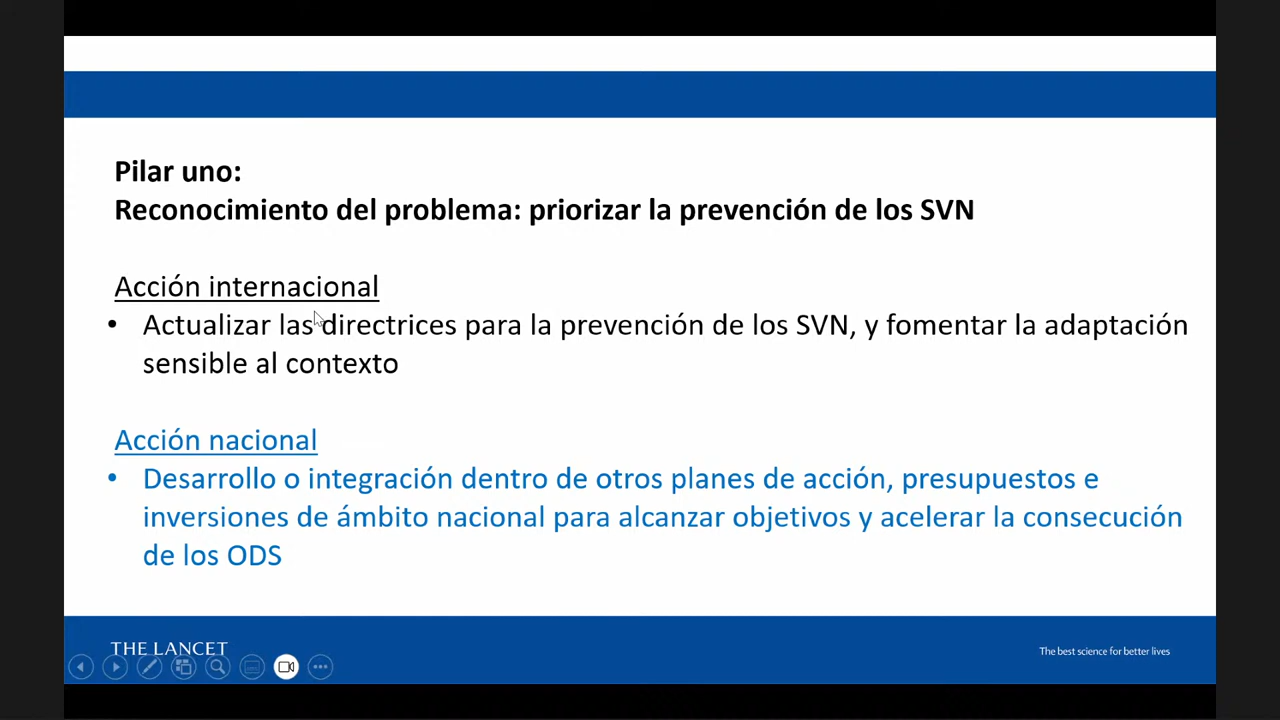 Pilar uno:
Reconocimiento del problema: priorizar la prevención de los SVN
Acción internacional
• Actualizar las directrices para la prevención de los SVN, y fomentar la adaptación
sensible al contexto
Acción nacional
• Desarrollo o integración dentro de otros planes de acción, presupuestos e
inversiones de ámbito nacional para alcanzar objetivos y acelerar la consecución
de los ODS
THE LANCET
The best science for better lives